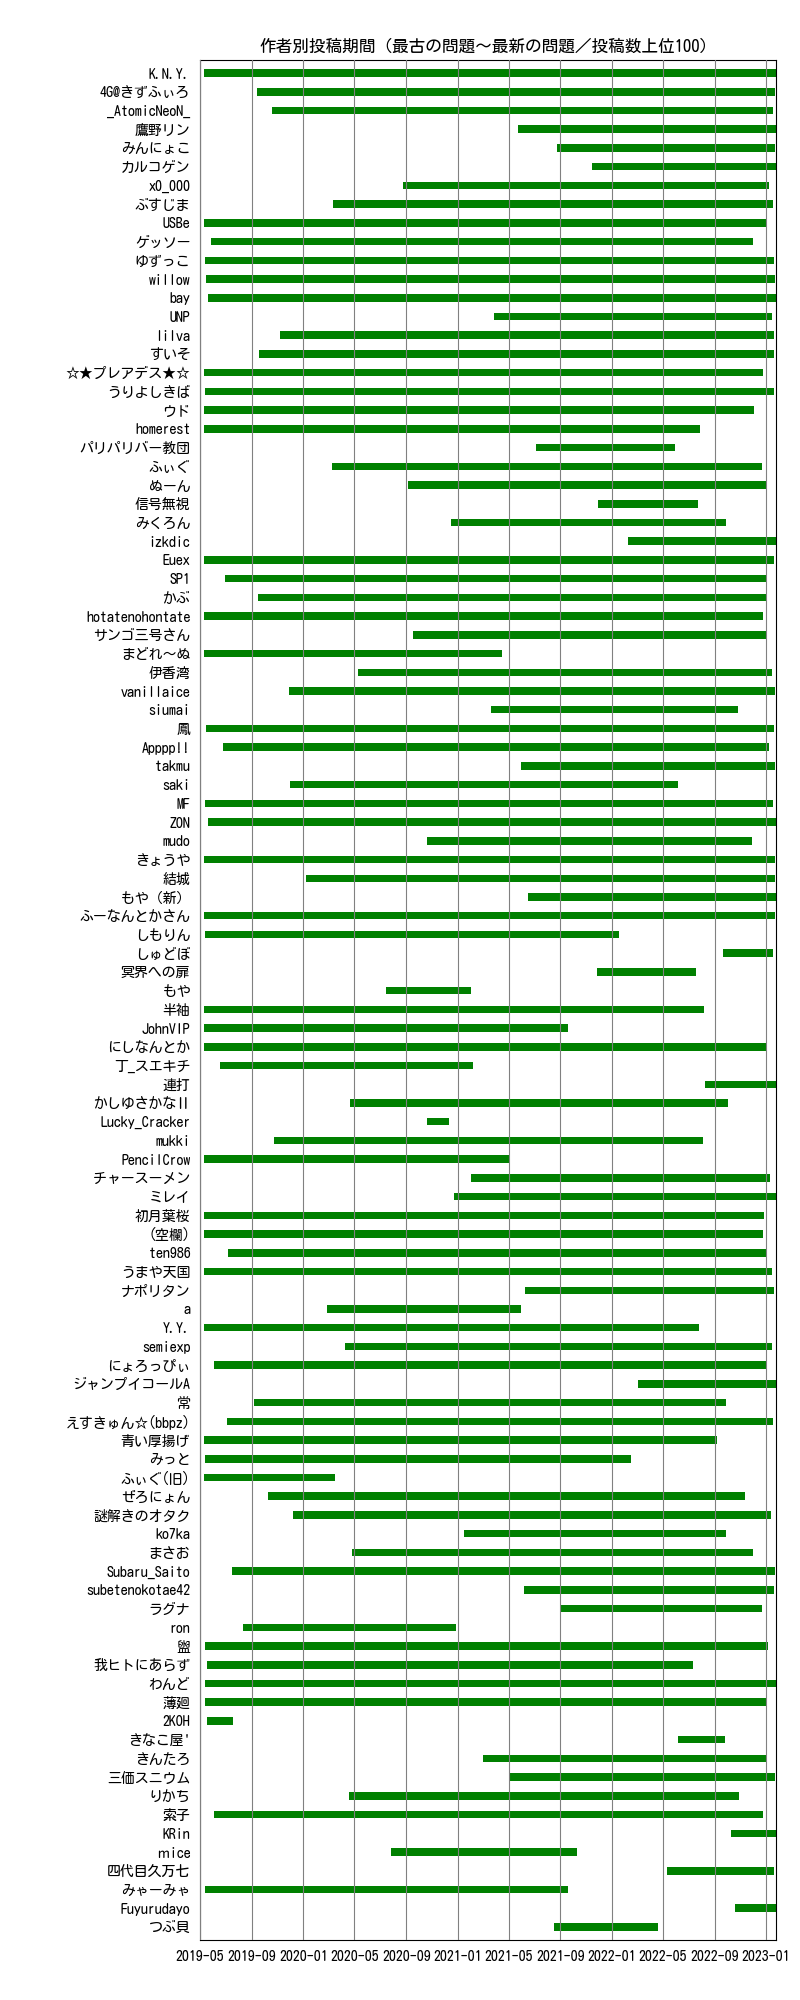 作者別投稿期間（最古の問題～最新の問題／投稿数上位100）
K.N.Y.
4G@きずふぃろ
_AtomicNeoN_
鷹野リン
みんにょこ
カルコゲン
x0_000
ぷすじま
USBe
ゲッソー
ゆずっこ
willow
bay
UNP
lilva
すいそ
☆★プレアデス★☆
うりよしきば
ウド
homerest
パリパリバー教団
ふぃぐ
ぬーん
信号無視
みくろん
izkdic
Euex
SP1
かぶ
hotatenohontate
サンゴ三号さん
まどれ～ぬ
伊香湾
vanillaice
siumai
鳳
Appppll
takmu
saki
MF
ZON
mudo
きょうや
結城
もや（新）
ふーなんとかさん
しもりん
しゅどぼ
冥界への扉
もや
半袖
JohnVIP
にしなんとか
丁_スエキチ
連打
かしゆさかなII
Lucky_Cracker
mukki
PencilCrow
チャースーメン
ミレイ
初月葉桜
(空欄)
ten986
うまや天国
ナポリタン
a
Y.Y.
semiexp
にょろっぴぃ
ジャンプイコールA
常
えすきゅん☆(bbpz)
青い厚揚げ
みっと
ふぃぐ(旧)
ぜろにょん
謎解きのオタク
ko7ka
まさお
Subaru_Saito
subetenokotae42
ラグナ
ron
盥
我ヒトにあらず
わんど
薄廻
2KOH
きなこ屋'
きんたろ
三価スニウム
りかち
索子
KRin
mice
四代目久万七
みゃーみゃ
Fuyurudayo
つぶ貝
2019-05 2019-09 2020-01 2020-05 2020-09 2021-01 2021-05 2021-09 2022-01 2022-05 2022-09 2023-01